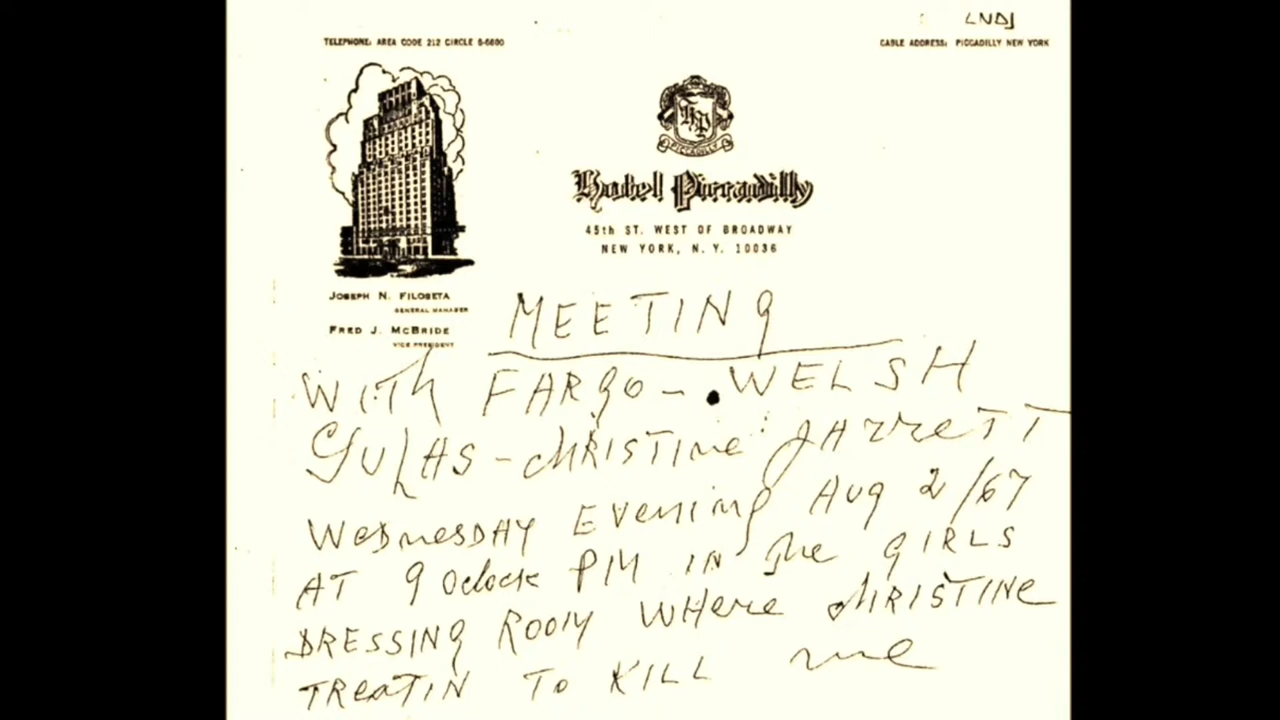 LNDJ
TELEPHONE: AREA CODE 212 CIRCLE 6-6600
CABLE ADDRESS: PICCADILLY NEW YORK
HP
PICCADILLY
Hotel Piccadilly
45th ST. WEST OF BROADWAY
NEW YORK, N. Y. 10036
JOSEPH N. FILOSETA
GENERAL MANAGER
FRED J. MCBRIDE
VICE PRESIDENT
MEETING
WITH FARGO - WELSH
GULAS - CHRISTINE JARRETT
WEDNESDAY EVENING AUG 2/67
AT 9 Oclock PM IN The GIRLS
DRESSING ROOM WHERE CHRISTINE
TREATIN TO KILL me